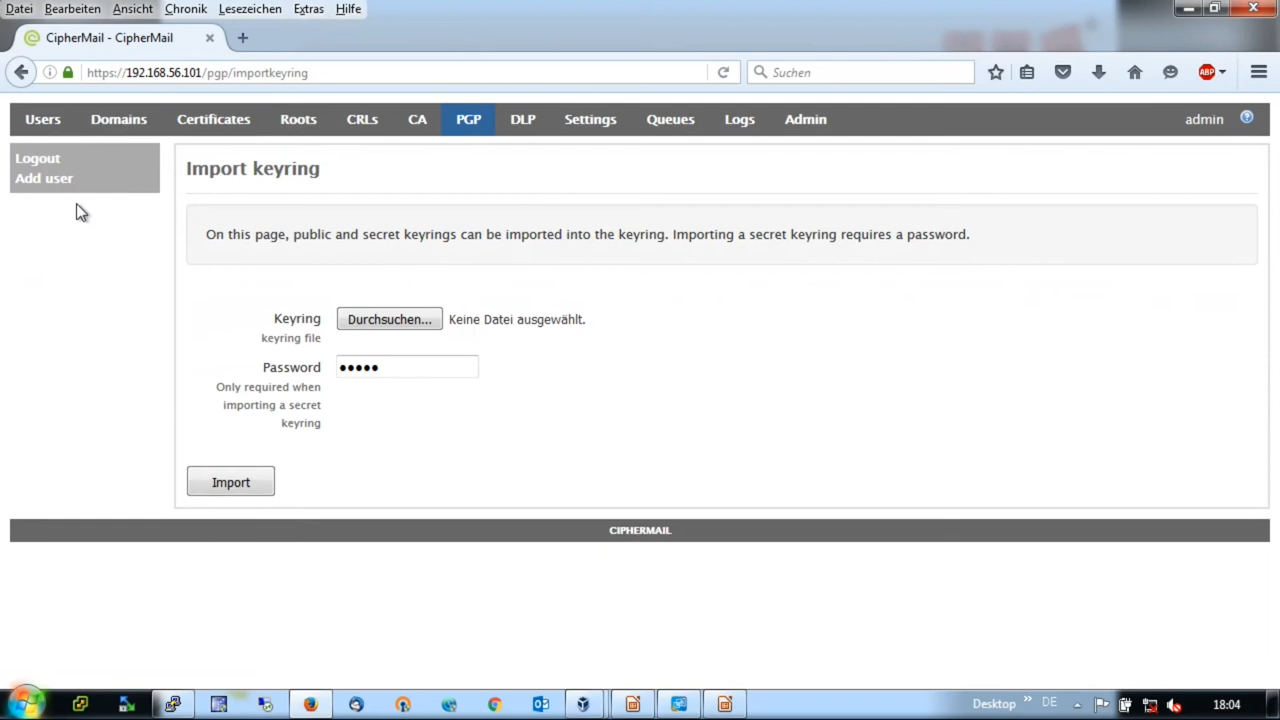 Datei Bearbeiten Ansicht Chronik Lesezeichen Extras Hilfe
CipherMail - CipherMail
https://192.168.56.101/pgp/importkeyring
Suchen
ABP
Users Domains Certificates Roots CRLs CA PGP DLP Settings Queues Logs Admin admin
Logout
Add user
Import keyring
On this page, public and secret keyrings can be imported into the keyring. Importing a secret keyring requires a password.
Keyring Durchsuchen... Keine Datei ausgewählt.
keyring file
Password •••••
Only required when
importing a secret
keyring
Import
CIPHERMAIL
Desktop » DE 18:04